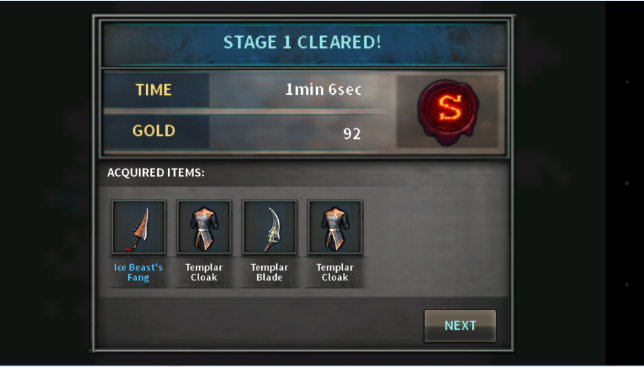 STAGE 1 CLEARED!
TIME 1min 6sec
S
GOLD 92
ACQUIRED ITEMS:
Ice Beast's Fang
Templar Cloak
Templar Blade
Templar Cloak
NEXT